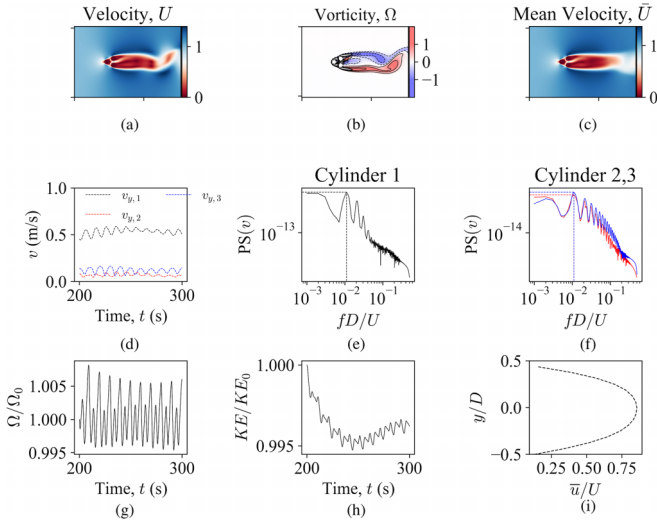 Velocity, U
Vorticity, Ω
Mean Velocity, Ū
1
0
1
0
−1
1
0
(a)
(b)
(c)
Cylinder 1
Cylinder 2,3
1.0
0.5
0.0
v (m/s)
v_{y,1}
v_{y,2}
v_{y,3}
200
300
Time, t (s)
PS(v)
10^{−13}
10^{−3}
10^{−2}
10^{−1}
fD/U
PS(v)
10^{−14}
10^{−3}
10^{−2}
10^{−1}
fD/U
(d)
(e)
(f)
Ω/Ω_0
1.005
1.000
0.995
200
300
Time, t (s)
KE/KE_0
1.000
0.995
200
300
Time, t (s)
y/D
0.5
0.0
−0.5
0.25
0.50
0.75
u̅/U
(g)
(h)
(i)